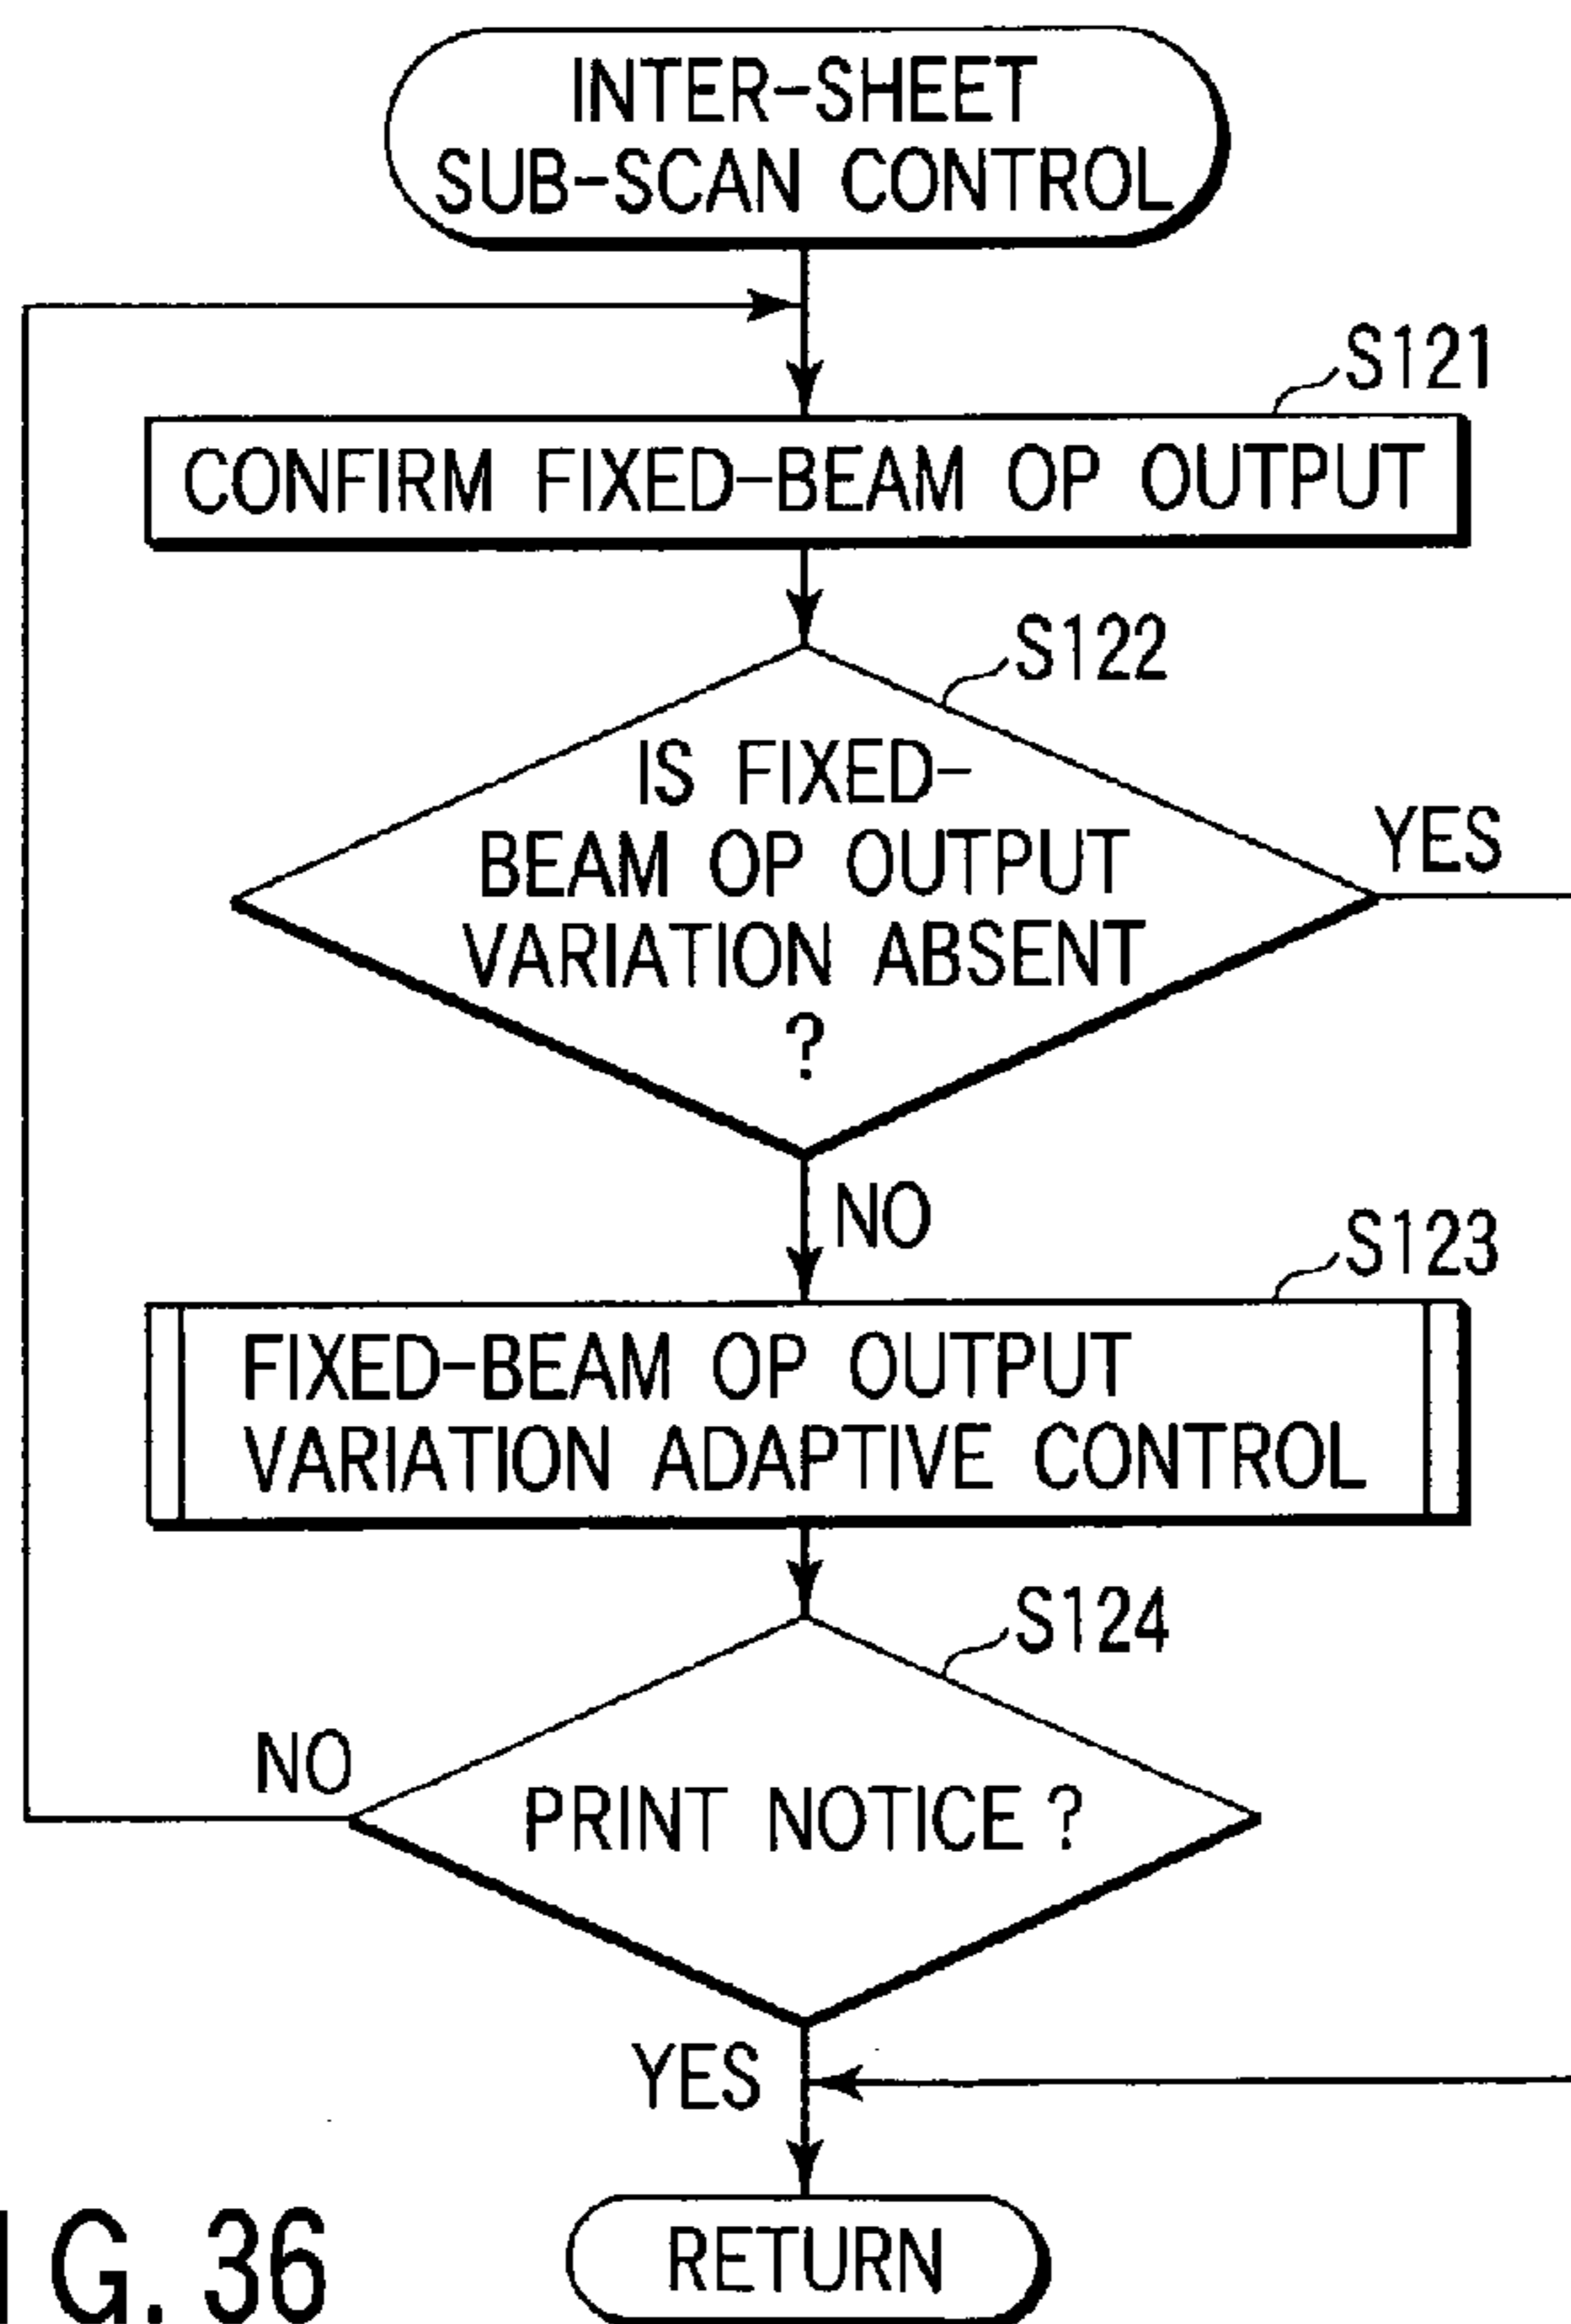 INTER-SHEET
SUB-SCAN CONTROL
S121
CONFIRM FIXED-BEAM OP OUTPUT
S122
IS FIXED-
BEAM OP OUTPUT
VARIATION ABSENT
?
YES
NO
S123
FIXED-BEAM OP OUTPUT
VARIATION ADAPTIVE CONTROL
S124
NO
PRINT NOTICE ?
YES
RETURN
IG. 36